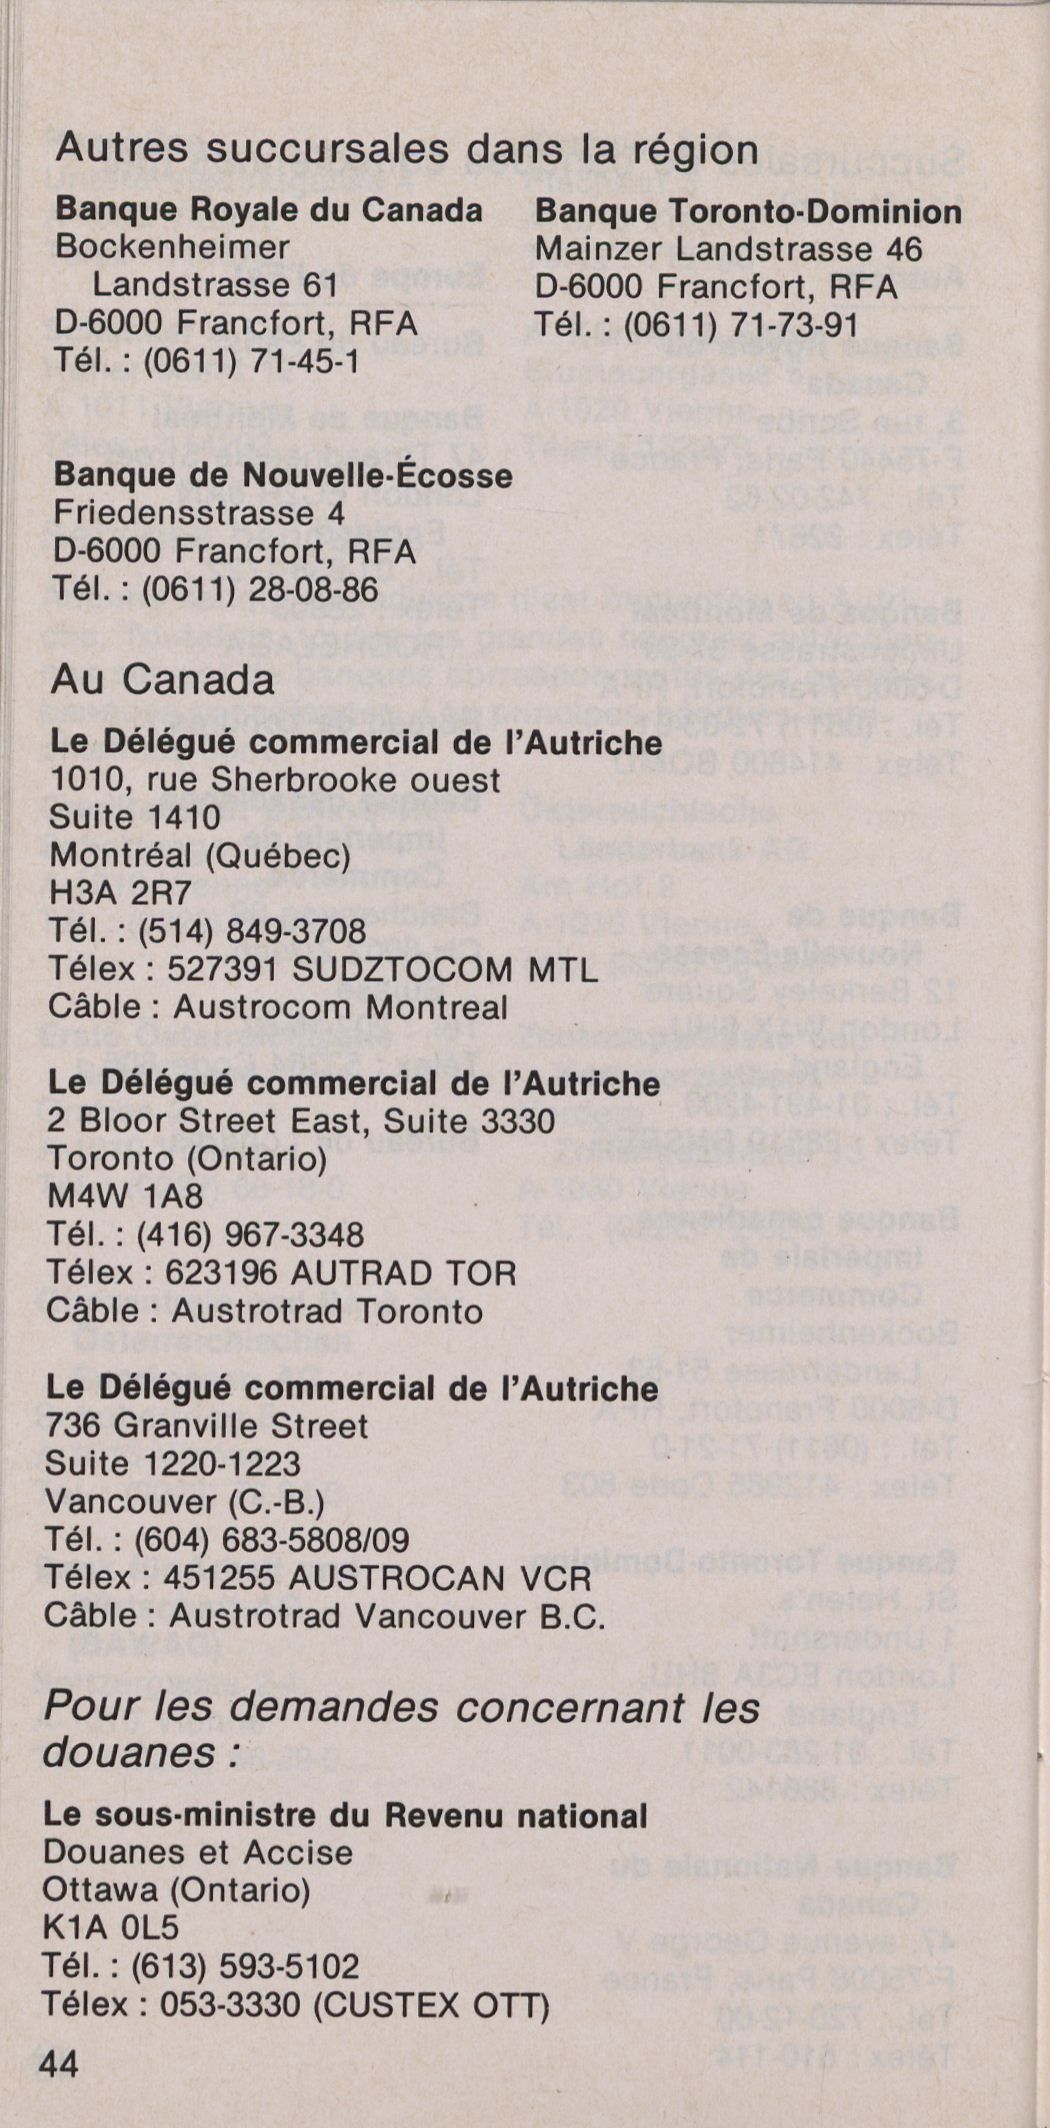 Autres succursales dans la région
Banque Royale du Canada
Bockenheimer
Landstrasse 61
D-6000 Francfort, RFA
Tél. : (0611) 71-45-1
Banque Toronto-Dominion
Mainzer Landstrasse 46
D-6000 Francfort, RFA
Tél. : (0611) 71-73-91
Banque de Nouvelle-Écosse
Friedensstrasse 4
D-6000 Francfort, RFA
Tél. : (0611) 28-08-86
Au Canada
Le Délégué commercial de l'Autriche
1010, rue Sherbrooke ouest
Suite 1410
Montréal (Québec)
H3A 2R7
Tél. : (514) 849-3708
Télex : 527391 SUDZTOCOM MTL
Câble : Austrocom Montreal
Le Délégué commercial de l'Autriche
2 Bloor Street East, Suite 3330
Toronto (Ontario)
M4W 1A8
Tél. : (416) 967-3348
Télex : 623196 AUTRAD TOR
Câble : Austrotrad Toronto
Le Délégué commercial de l'Autriche
736 Granville Street
Suite 1220-1223
Vancouver (C.-B.)
Tél. : (604) 683-5808/09
Télex : 451255 AUSTROCAN VCR
Câble : Austrotrad Vancouver B.C.
Pour les demandes concernant les
douanes :
Le sous-ministre du Revenu national
Douanes et Accise
Ottawa (Ontario)
K1A 0L5
Tél. : (613) 593-5102
Télex : 053-3330 (CUSTEX OTT)
44